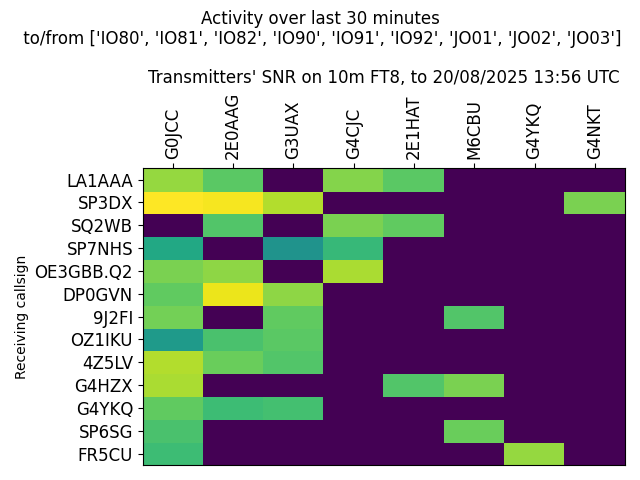 Activity over last 30 minutes
to/from ['IO80', 'IO81', 'IO82', 'IO90', 'IO91', 'IO92', 'JO01', 'JO02', 'JO03']
Transmitters' SNR on 10m FT8, to 20/08/2025 13:56 UTC
G0JCC
2E0AAG
G3UAX
G4CJC
2E1HAT
M6CBU
G4YKQ
G4NKT
Receiving callsign
LA1AAA
SP3DX
SQ2WB
SP7NHS
OE3GBB.Q2
DP0GVN
9J2FI
OZ1IKU
4Z5LV
G4HZX
G4YKQ
SP6SG
FR5CU